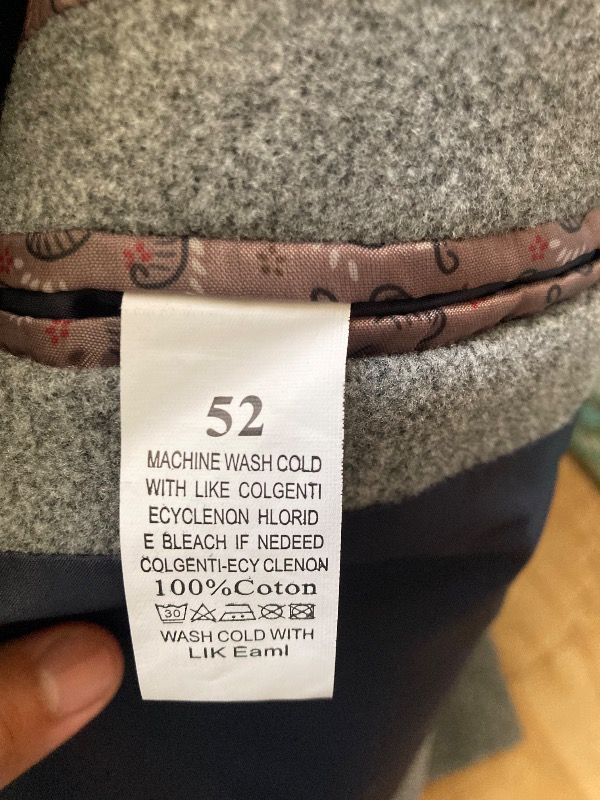 52
MACHINE WASH COLD
WITH LIKE COLGENTI
ECYCLENON HLORID
E BLEACH IF NEDEED
COLGENTI-ECY CLENON
100%Coton
30
WASH COLD WITH
LIK Eaml